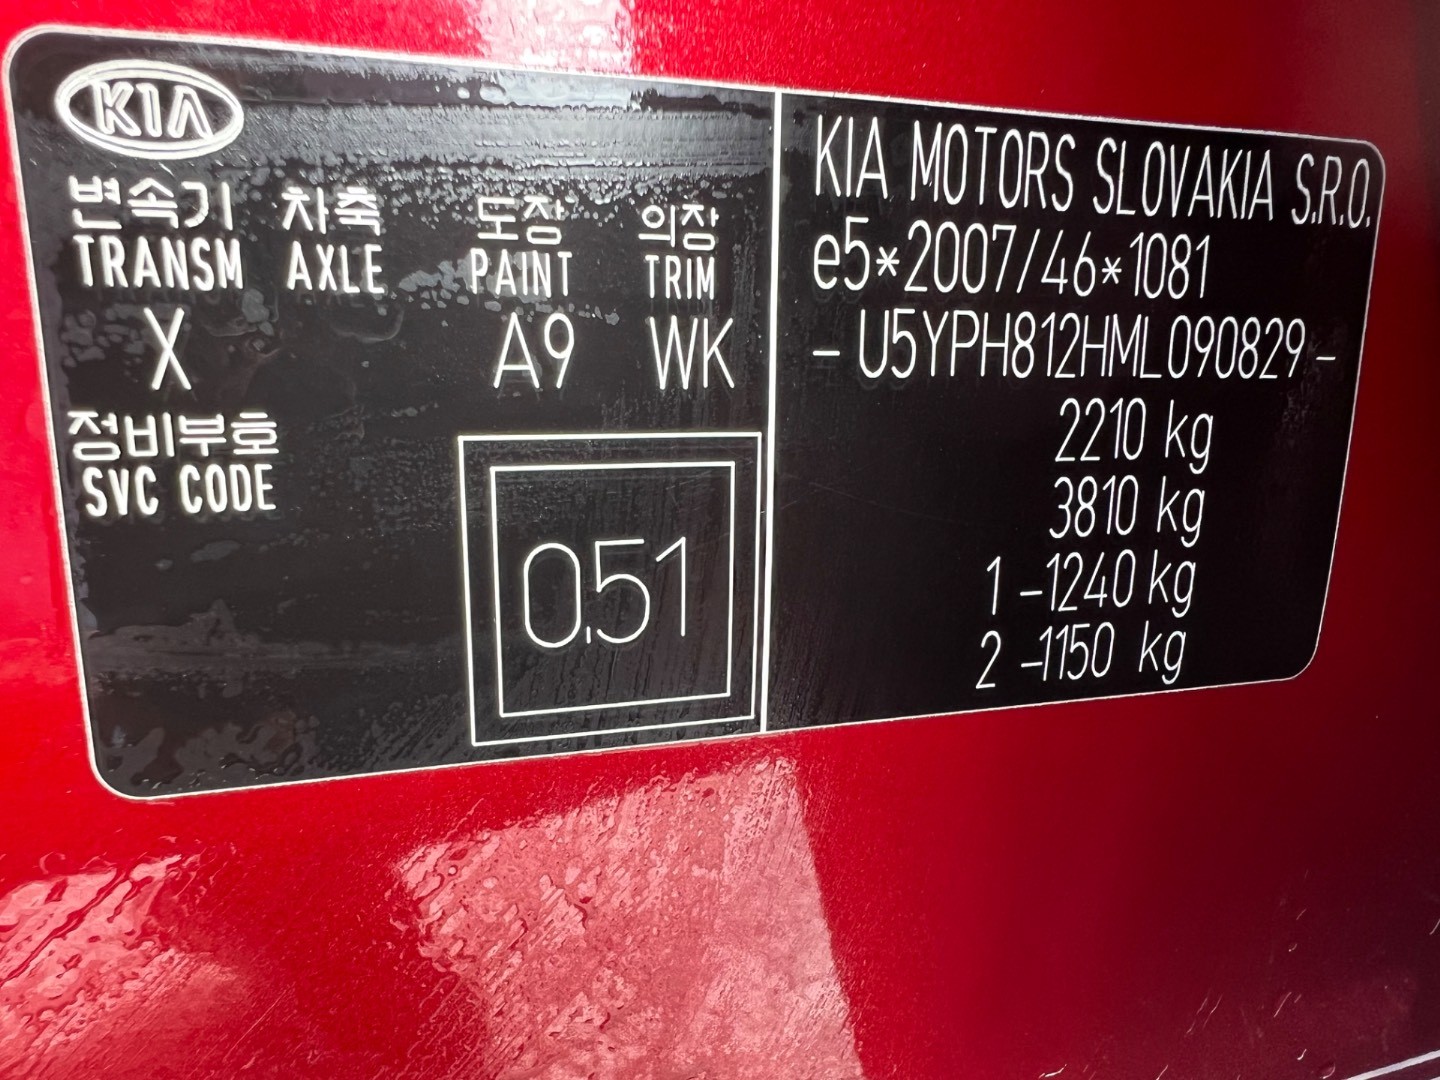 KIA
변속기 차축 도장 의장
TRANSM AXLE PAINT TRIM
X A9 WK
정비부호
SVC CODE
0.51
KIA MOTORS SLOVAKIA S.R.O.
e5*2007/46*1081
- U5YPH812HML090829 -
2210 kg
3810 kg
1 -1240 kg
2 -1150 kg